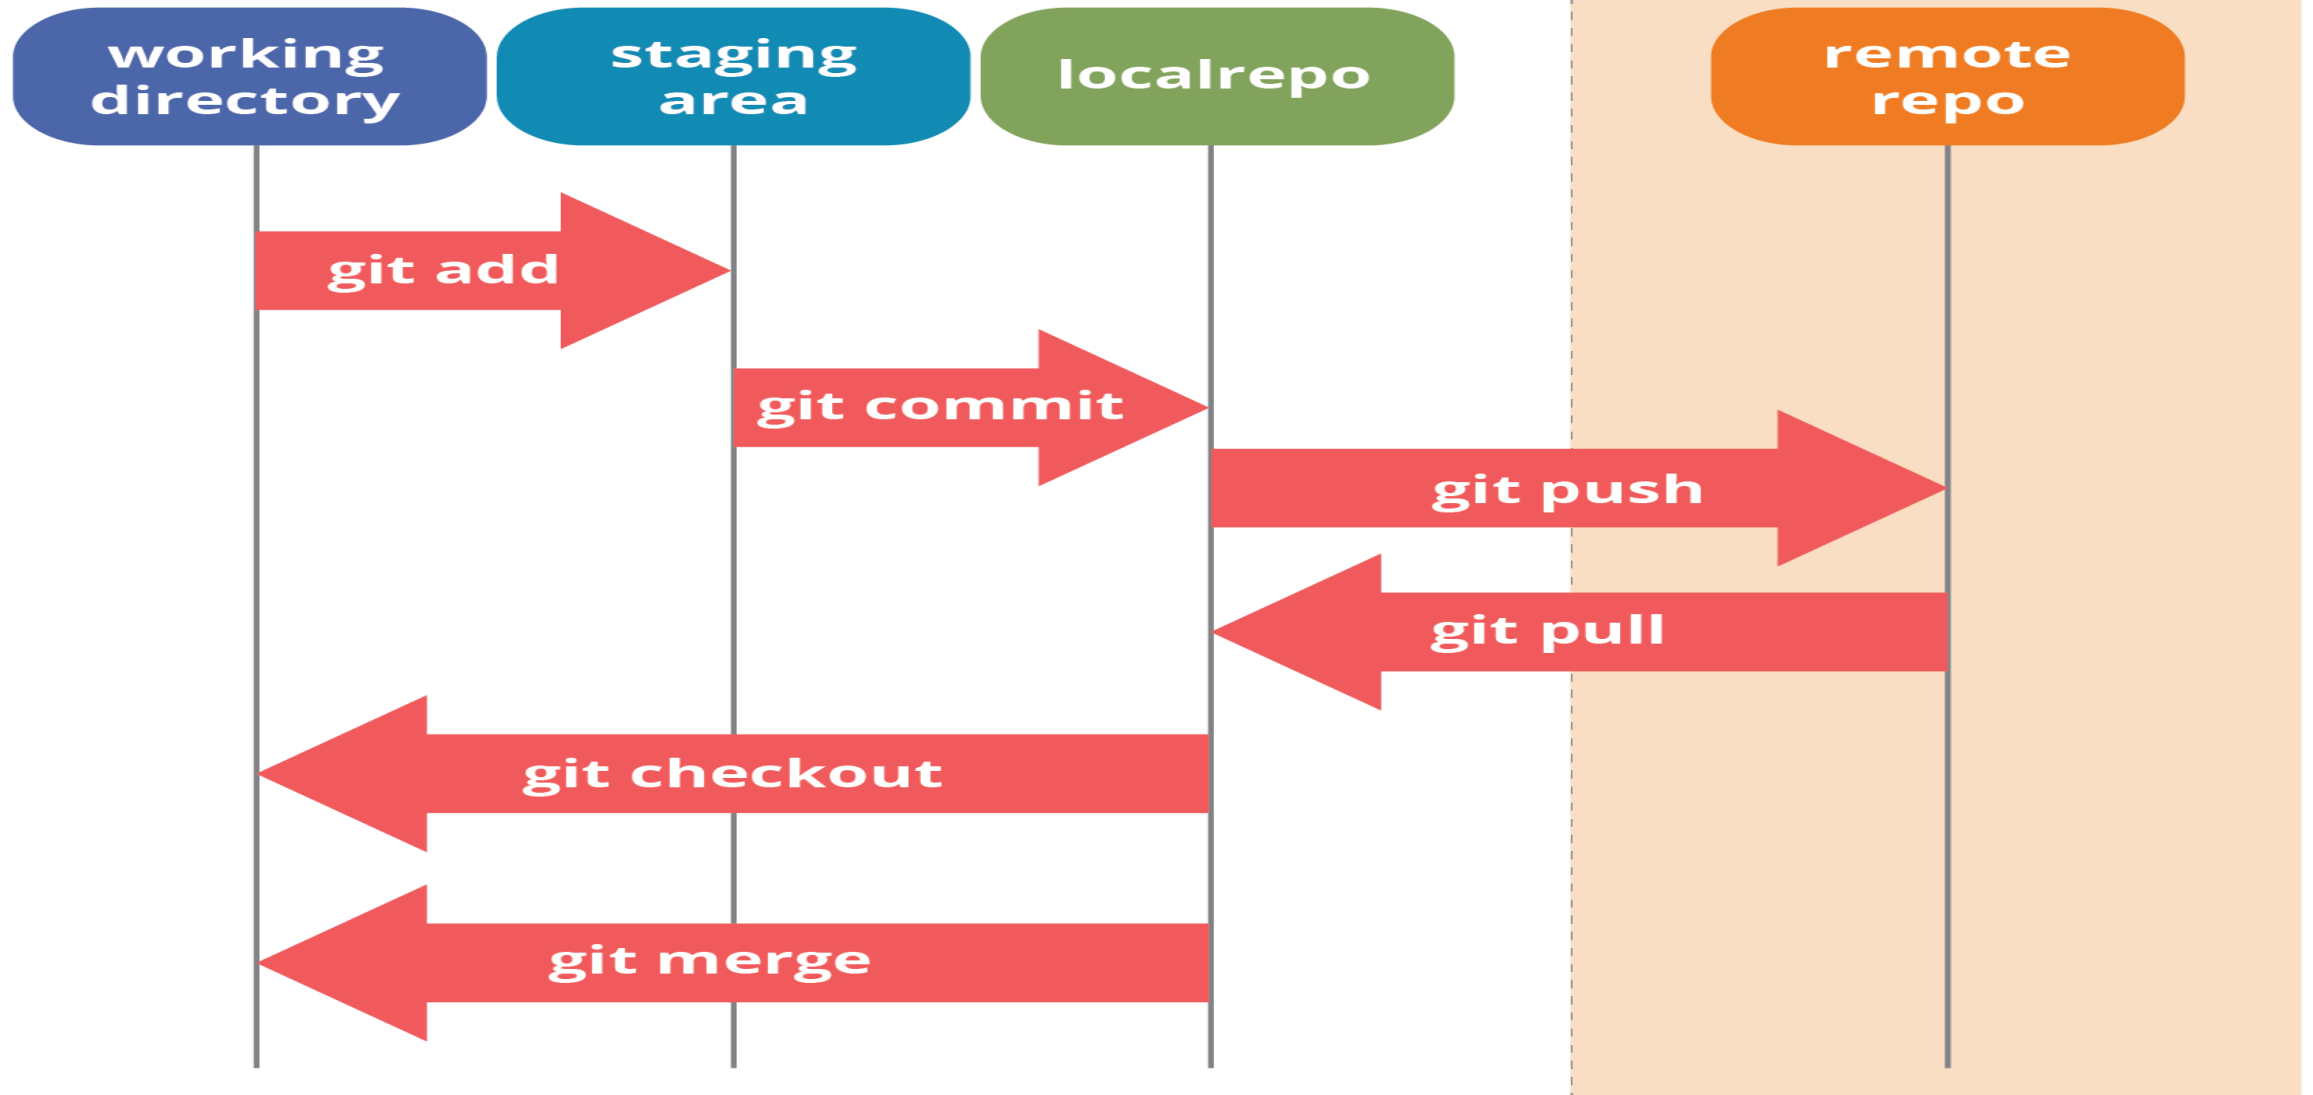 working
directory
staging
area
localrepo
remote
repo
git add
git commit
git push
git pull
git checkout
git merge